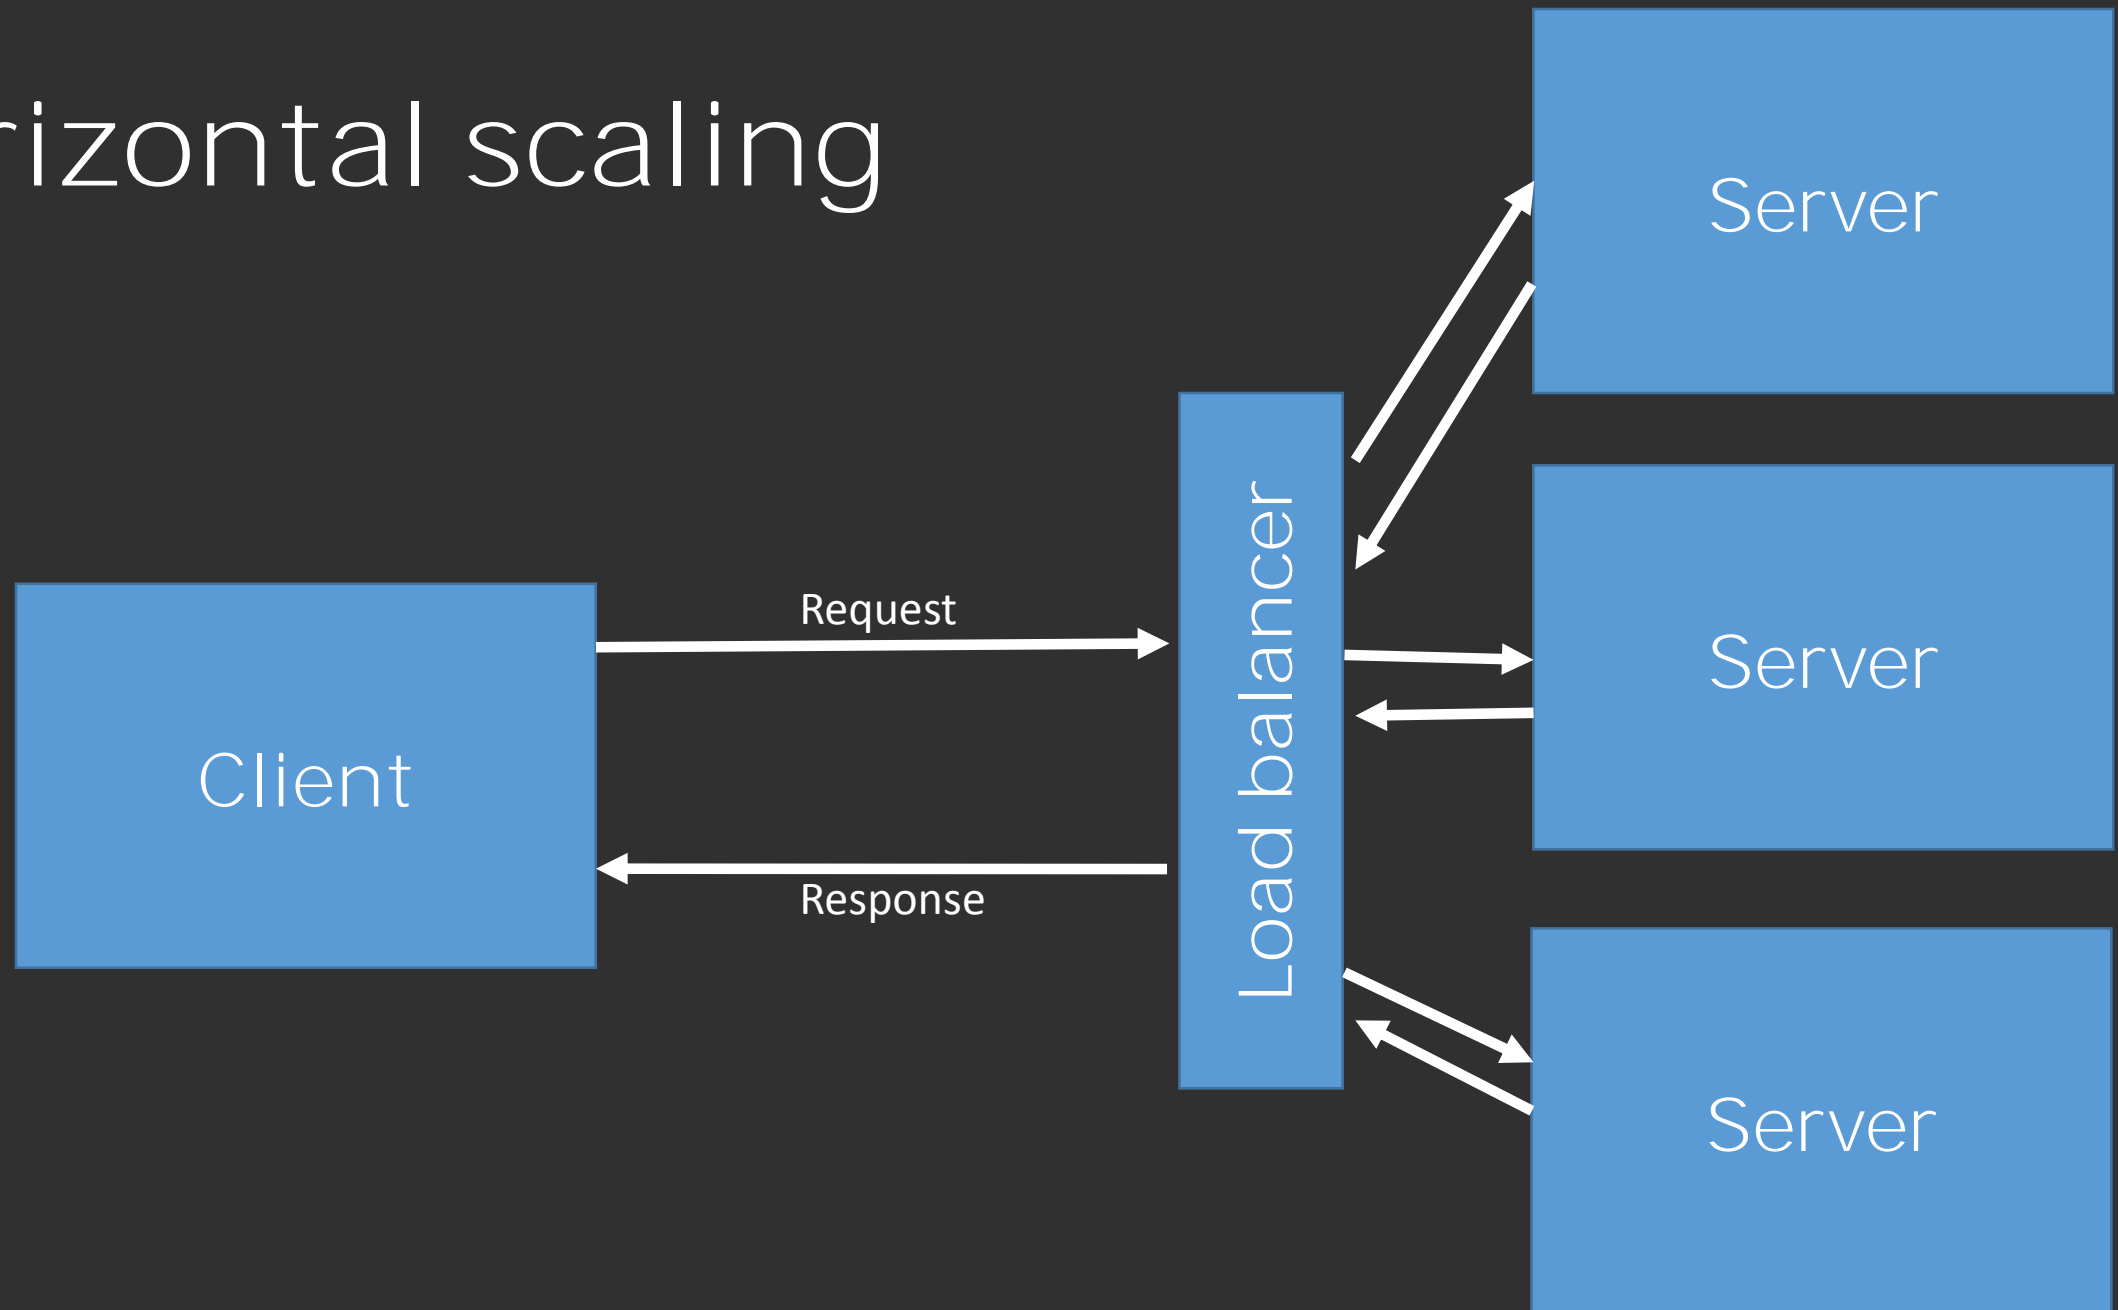 rizontal scaling
Server
Load balancer
Request
Server
Client
Response
Server